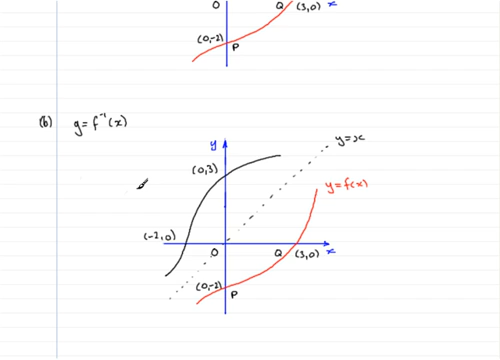 O Q (3,0) x
(0,-2) P
(b) y = f⁻¹(x)
y y=x
(0,3)
y=f(x)
(-2,0)
O Q (3,0) x
(0,-2) P